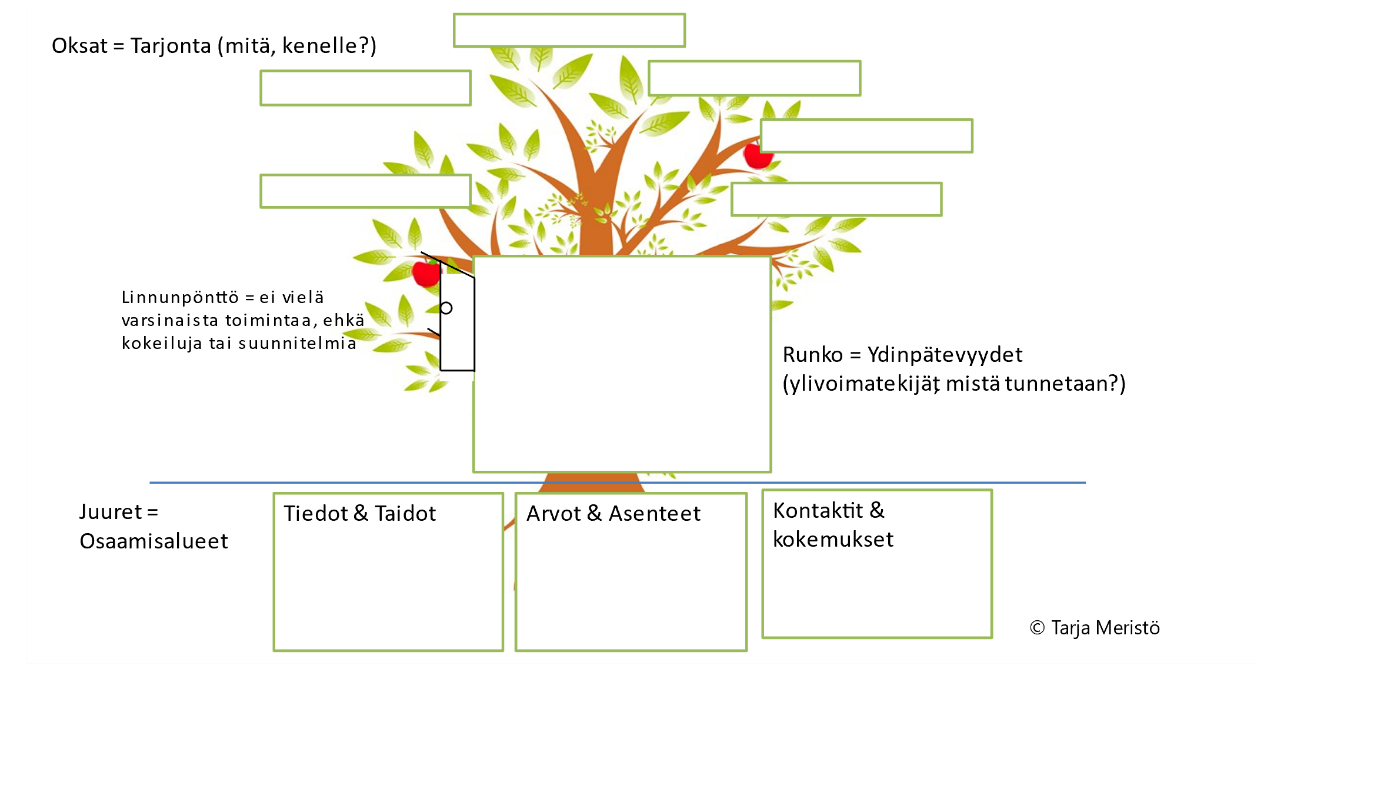 Oksat = Tarjonta (mitä, kenelle?)
Linnunpönttö = ei vielä
varsinaista toimintaa, ehkä
kokeiluja tai suunnitelmia
Runko = Ydinpätevyydet
(ylivoimatekijät, mistä tunnetaan?)
Juuret =
Osaamisalueet
Tiedot & Taidot
Arvot & Asenteet
Kontaktit &
kokemukset
© Tarja Meristö